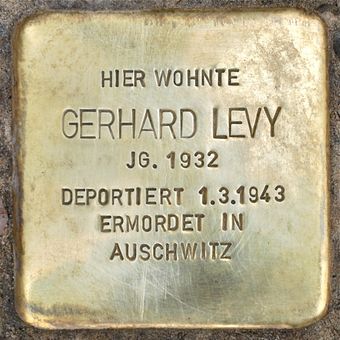 HIER WOHNTE
GERHARD LEVY
JG. 1932
DEPORTIERT 1.3.1943
ERMORDET IN
AUSCHWITZ